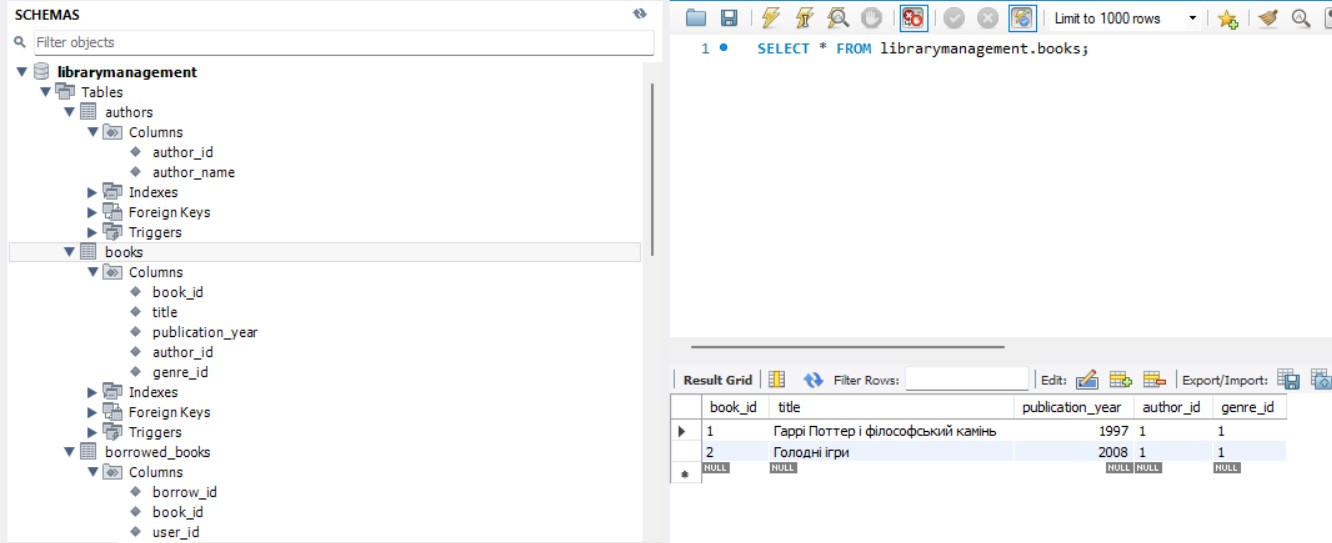 SCHEMAS
Filter objects
librarymanagement
Tables
authors
Columns
author_id
author_name
Indexes
Foreign Keys
Triggers
books
Columns
book_id
title
publication_year
author_id
genre_id
Indexes
Foreign Keys
Triggers
borrowed_books
Columns
borrow_id
book_id
user_id
Limit to 1000 rows
1 SELECT * FROM librarymanagement.books;
Result Grid Filter Rows: Edit: Export/Import:
book_id title publication_year author_id genre_id
1 Гаррі Поттер і філософський камінь 1997 1 1
2 Голодні ігри 2008 1 1
NULL NULL NULL NULL NULL